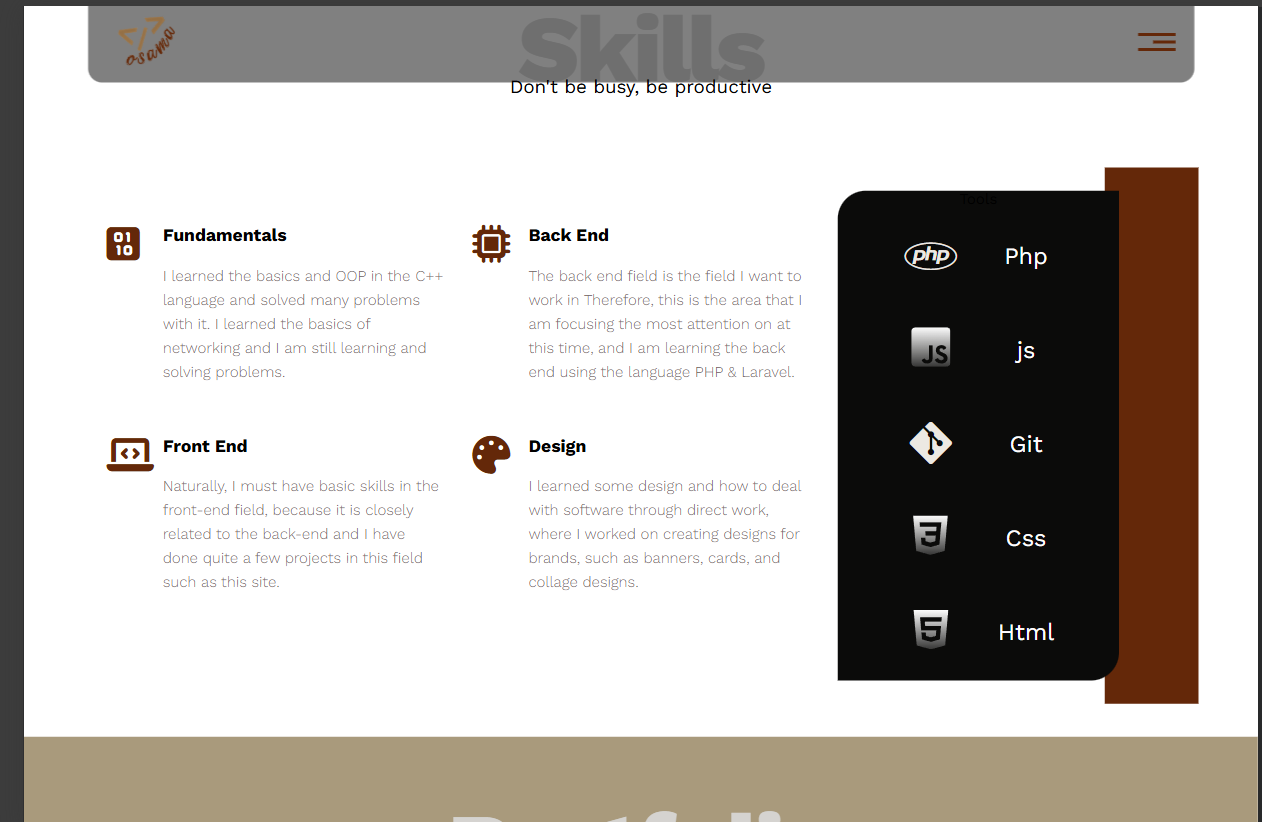 </>
osama
Skills
Don't be busy, be productive
01
10
Fundamentals
I learned the basics and OOP in the C++
language and solved many problems
with it. I learned the basics of
networking and I am still learning and
solving problems.
Back End
The back end field is the field I want to
work in Therefore, this is the area that I
am focusing the most attention on at
this time, and I am learning the back
end using the language PHP & Laravel.
Front End
Naturally, I must have basic skills in the
front-end field, because it is closely
related to the back-end and I have
done quite a few projects in this field
such as this site.
Design
I learned some design and how to deal
with software through direct work,
where I worked on creating designs for
brands, such as banners, cards, and
collage designs.
Tools
php Php
JS js
Git
3 Css
5 Html